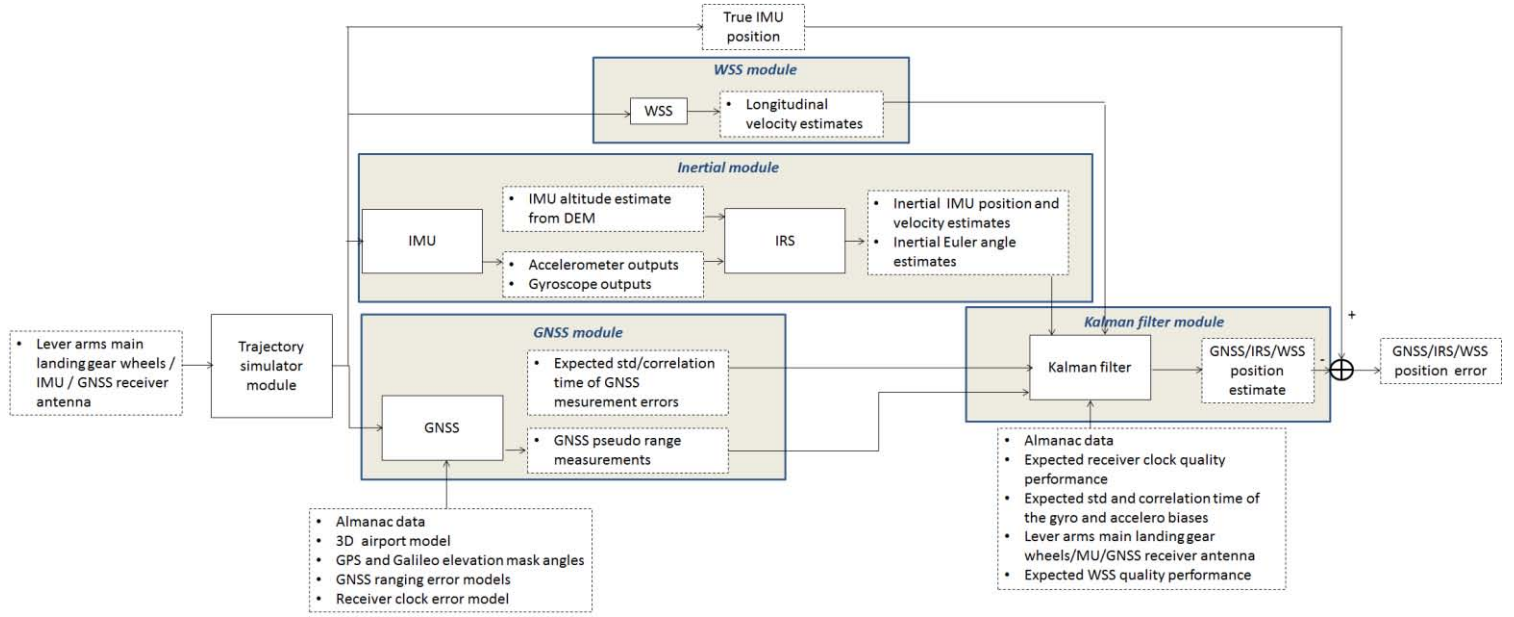 True IMU
position
WSS module
WSS
• Longitudinal
velocity estimates
Inertial module
IMU
• IMU altitude estimate
from DEM
• Accelerometer outputs
• Gyroscope outputs
IRS
• Inertial IMU position and
velocity estimates
• Inertial Euler angle
estimates
• Lever arms main
landing gear wheels /
IMU / GNSS receiver
antenna
Trajectory
simulator
module
GNSS module
GNSS
• Expected std/correlation
time of GNSS
mesurement errors
• GNSS pseudo range
measurements
• Almanac data
• 3D airport model
• GPS and Galileo elevation mask angles
• GNSS ranging error models
• Receiver clock error model
Kalman filter module
Kalman filter
GNSS/IRS/WSS
position
estimate
+
-
GNSS/IRS/WSS
position error
• Almanac data
• Expected receiver clock quality
performance
• Expected std and correlation time of
the gyro and accelero biases
• Lever arms main landing gear
wheels/MU/GNSS receiver antenna
• Expected WSS quality performance